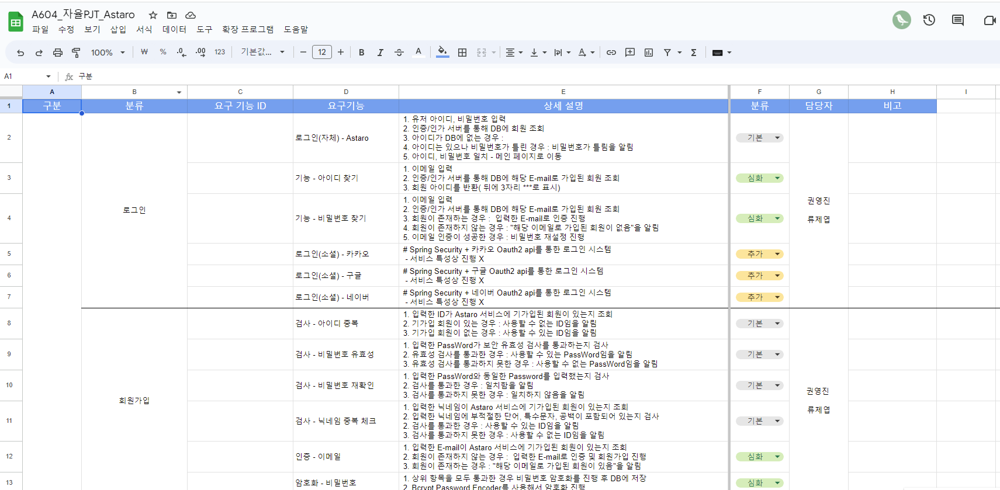 A604_자율PJT_Astaro
파일 수정 보기 삽입 서식 데이터 도구 확장 프로그램 도움말
100% ₩ % .0 .00 123 기본값... 12 B I A
A1 fx 구분
A B C D E F G H I
1 구분 분류 요구 기능 ID 요구기능 상세 설명 분류 담당자 비고
로그인
권영진
류제엽
2 로그인(자체) - Astaro 기본
1. 유저 아이디, 비밀번호 입력
2. 인증/인가 서버를 통해 DB에 회원 조회
3. 아이디가 DB에 없는 경우 :
4. 아이디는 있으나 비밀번호가 틀린 경우 : 비밀번호가 틀림을 알림
5. 아이디, 비밀번호 일치 - 메인 페이지로 이동
3 기능 - 아이디 찾기 심화
1. 이메일 입력
2. 인증/인가 서버를 통해 DB에 해당 E-mail로 가입된 회원 조회
3. 회원 아이디를 반환( 뒤에 3자리 ***로 표시)
4 기능 - 비밀번호 찾기 심화
1. 이메일 입력
2. 인증/인가 서버를 통해 DB에 해당 E-mail로 가입된 회원 조회
3. 회원이 존재하는 경우 : 입력한 E-mail로 인증 진행
4. 회원이 존재하지 않는 경우 : "해당 이메일로 가입된 회원이 없음"을 알림
5. 이메일 인증이 성공한 경우 : 비밀번호 재설정 진행
5 로그인(소셜) - 카카오 추가
# Spring Security + 카카오 Oauth2 api를 통한 로그인 시스템
- 서비스 특성상 진행 X
6 로그인(소셜) - 구글 추가
# Spring Security + 구글 Oauth2 api를 통한 로그인 시스템
- 서비스 특성상 진행 X
7 로그인(소셜) - 네이버 추가
# Spring Security + 네이버 Oauth2 api를 통한 로그인 시스템
- 서비스 특성상 진행 X
회원가입
권영진
류제엽
8 검사 - 아이디 중복 기본
1. 입력한 ID가 Astaro 서비스에 기가입된 회원이 있는지 조회
2. 기가입 회원이 있는 경우 : 사용할 수 없는 ID임을 알림
3. 기가입 회원이 없는 경우 : 사용할 수 있는 ID임을 알림
9 검사 - 비밀번호 유효성 기본
1. 입력한 PassWord가 보안 유효성 검사를 통과하는지 검사
2. 유효성 검사를 통과한 경우 : 사용할 수 있는 PassWord임을 알림
3. 유효성 검사를 통과하지 못한 경우 : 사용할 수 없는 PassWord임을 알림
10 검사 - 비밀번호 재확인 기본
1. 입력한 PassWord와 동일한 Password를 입력했는지 검사
2. 검사를 통과한 경우 : 일치함을 알림
3. 검사를 통과하지 못한 경우 : 일치하지 않음을 알림
11 검사 - 닉네임 중복 체크 기본
1. 입력한 닉네임이 Astaro 서비스에 기가입된 회원이 있는지 조회
2. 입력한 닉네임에 부적절한 단어, 특수문자, 공백이 포함되어 있는지 검사
2. 검사를 통과한 경우 : 사용할 수 있는 ID임을 알림
3. 검사를 통과하지 못한 경우 : 사용할 수 없는 ID임을 알림
12 인증 - 이메일 심화
1. 입력한 E-mail이 Astaro 서비스에 기가입된 회원이 있는지 조회
2. 회원이 존재하지 않는 경우 : 입력한 E-mail로 인증 및 회원가입 진행
3. 회원이 존재하는 경우 : "해당 이메일로 가입된 회원이 있음"을 알림
13 암호화 - 비밀번호 심화
1. 상위 항목을 모두 통과한 경우 비밀번호 암호화를 진행 후 DB에 저장
2. Bcrypt Password Encoder를 사용해서 암호화 진행